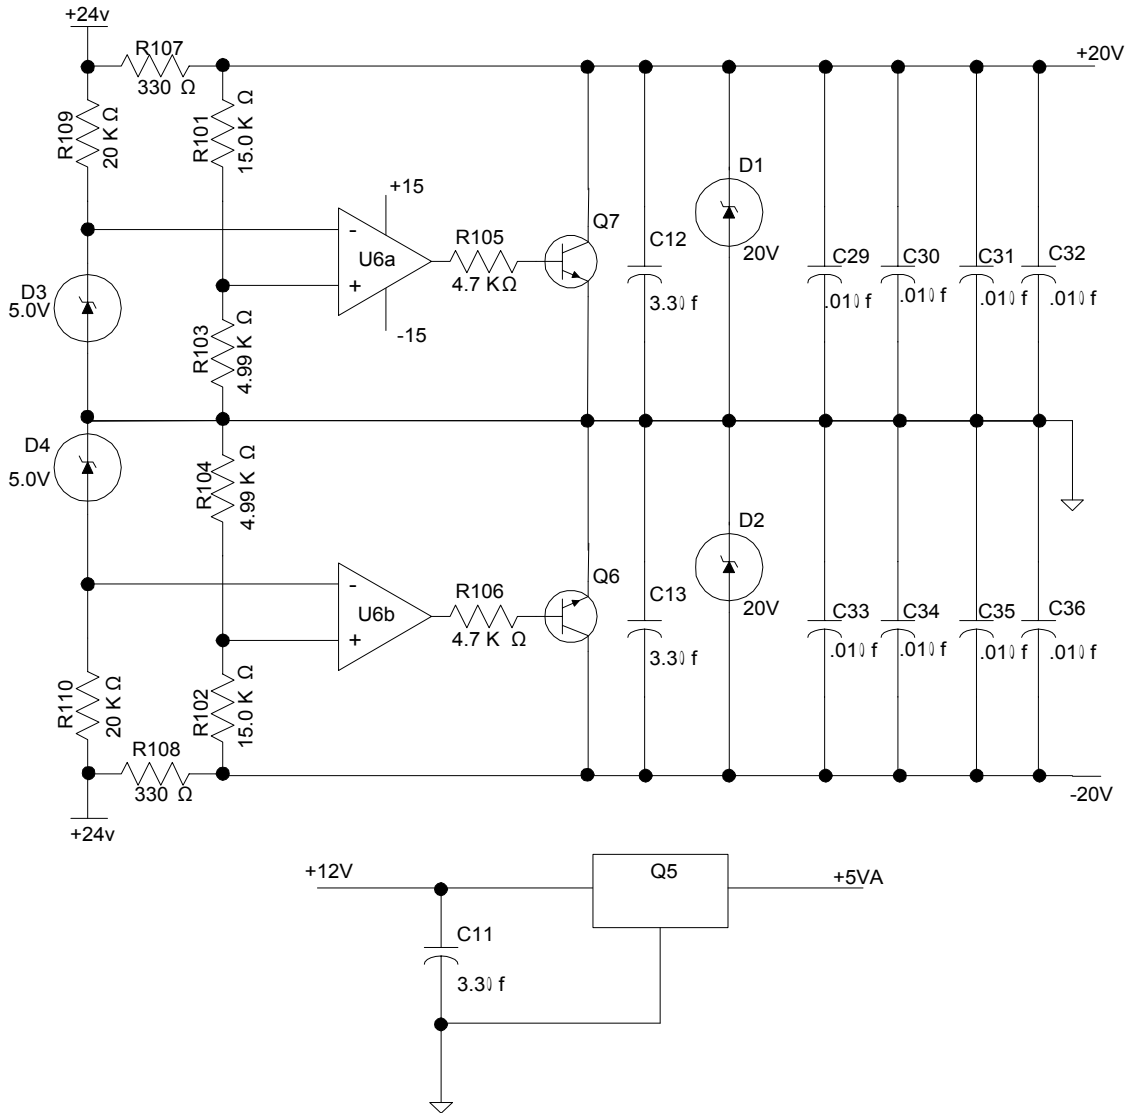 +24v
R107
330 Ω
+20V
R109
20 K Ω
R101
15.0 K Ω
+15
-
U6a
+
-15
R105
4.7 KΩ
Q7
C12
3.3 f
D1
20V
C29
.01 f
C30
.01 f
C31
.01 f
C32
.01 f
D3
5.0V
R103
4.99 K Ω
D4
5.0V
R104
4.99 K Ω
-
U6b
+
R106
4.7 K Ω
Q6
C13
3.3 f
D2
20V
C33
.01 f
C34
.01 f
C35
.01 f
C36
.01 f
R110
20 K Ω
R102
15.0 K Ω
R108
330 Ω
+24v
-20V
+12V
Q5
+5VA
C11
3.3 f